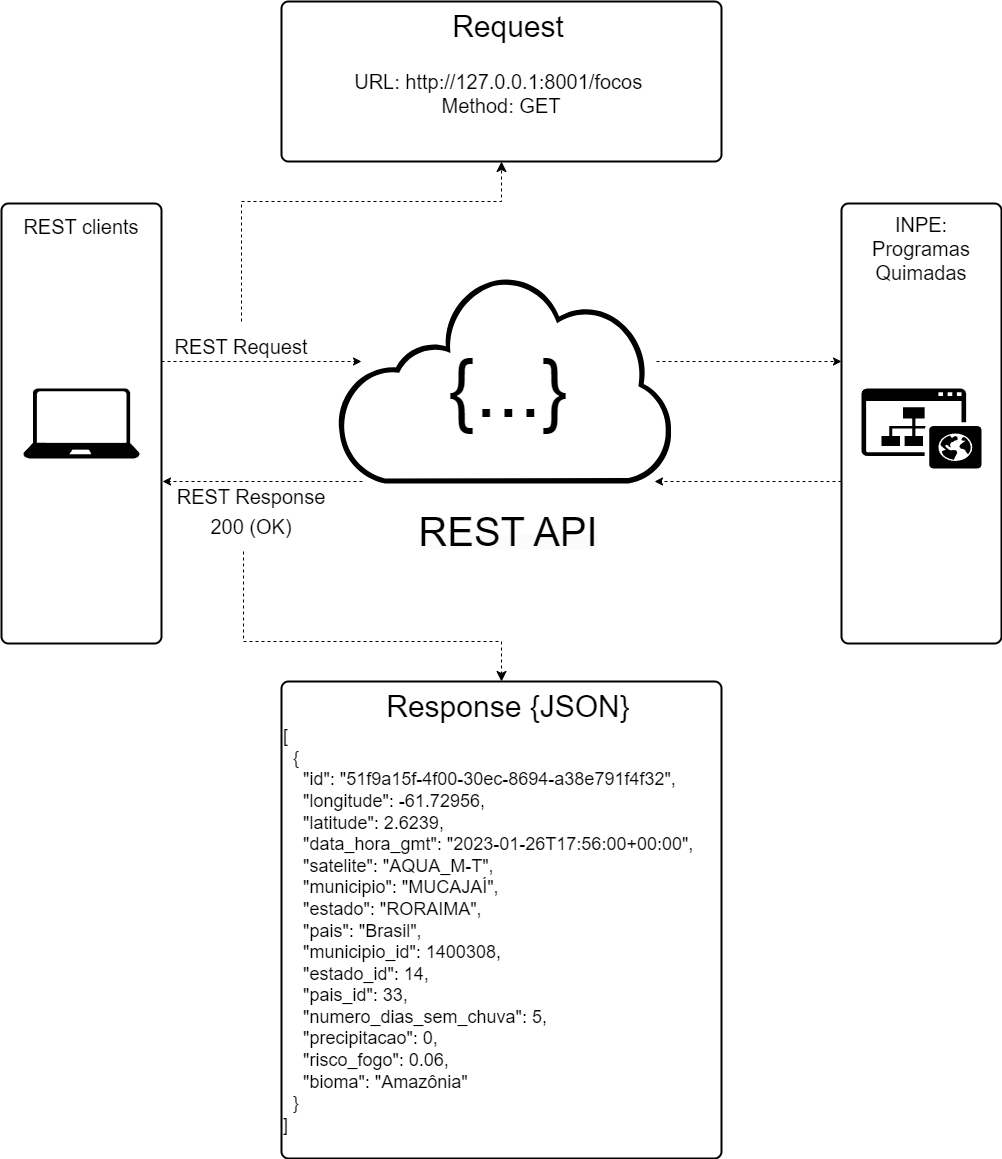 Request
URL: http://127.0.0.1:8001/focos
Method: GET
REST clients
INPE:
Programas
Quimadas
REST Request
{...}
REST Response
200 (OK)
REST API
Response {JSON}
[
{
"id": "51f9a15f-4f00-30ec-8694-a38e791f4f32",
"longitude": -61.72956,
"latitude": 2.6239,
"data_hora_gmt": "2023-01-26T17:56:00+00:00",
"satelite": "AQUA_M-T",
"municipio": "MUCAJAÍ",
"estado": "RORAIMA",
"pais": "Brasil",
"municipio_id": 1400308,
"estado_id": 14,
"pais_id": 33,
"numero_dias_sem_chuva": 5,
"precipitacao": 0,
"risco_fogo": 0.06,
"bioma": "Amazônia"
}
]